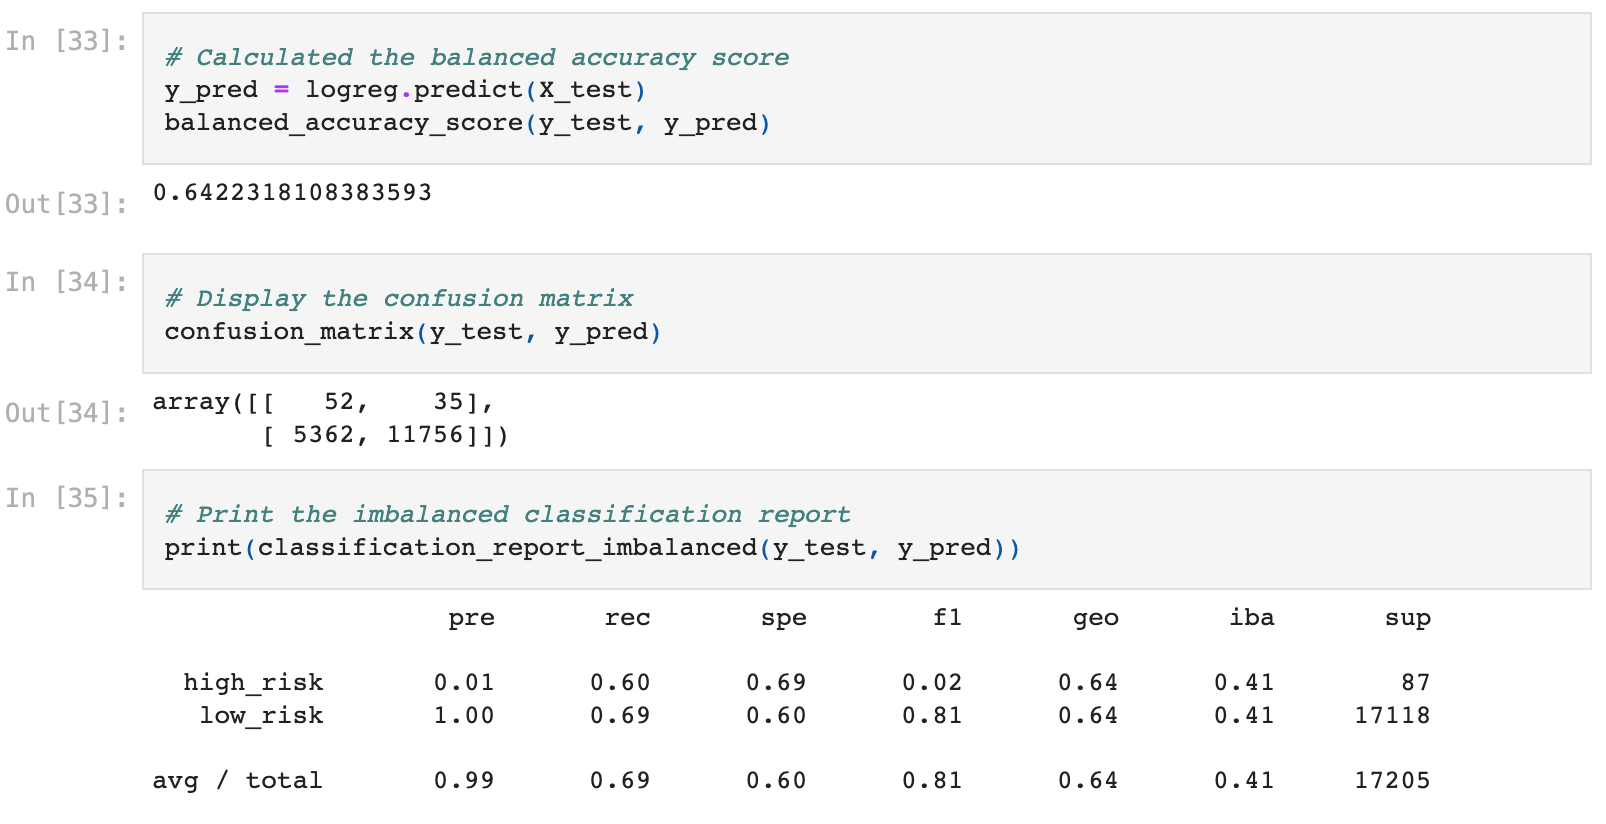 In [33]:
# Calculated the balanced accuracy score
y_pred = logreg.predict(X_test)
balanced_accuracy_score(y_test, y_pred)
Out[33]: 0.6422318108383593
In [34]:
# Display the confusion matrix
confusion_matrix(y_test, y_pred)
Out[34]: array([[   52,    35],
       [ 5362, 11756]])
In [35]:
# Print the imbalanced classification report
print(classification_report_imbalanced(y_test, y_pred))
pre rec spe f1 geo iba sup
high_risk 0.01 0.60 0.69 0.02 0.64 0.41 87
low_risk 1.00 0.69 0.60 0.81 0.64 0.41 17118
avg / total 0.99 0.69 0.60 0.81 0.64 0.41 17205